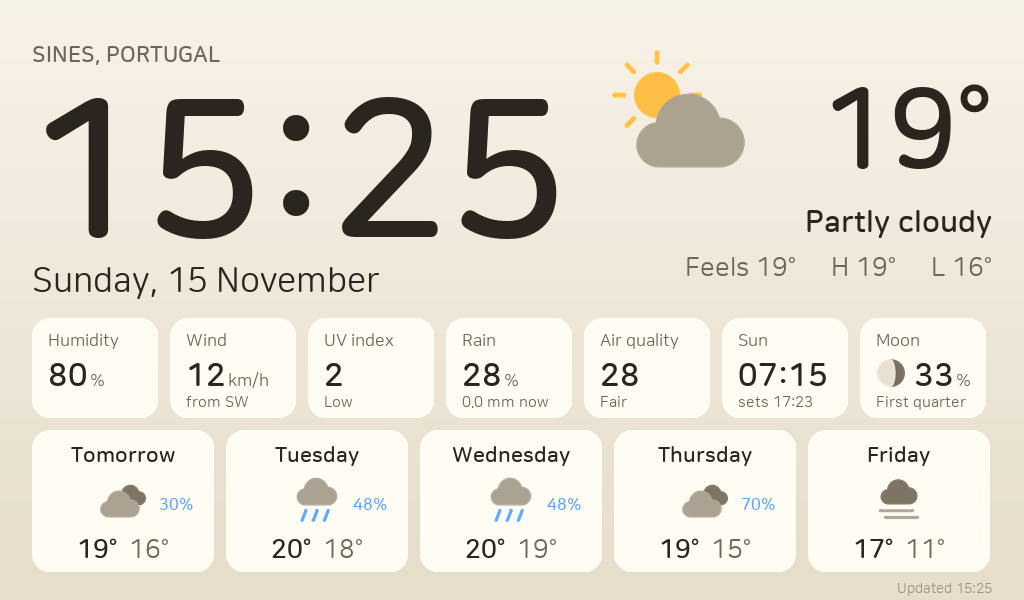 SINES, PORTUGAL
15:25
Sunday, 15 November
19°
Partly cloudy
Feels 19° H 19° L 16°
Humidity
80%
Wind
12 km/h
from SW
UV index
2
Low
Rain
28%
0.0 mm now
Air quality
28
Fair
Sun
07:15
sets 17:23
Moon
33%
First quarter
Tomorrow
30%
19° 16°
Tuesday
48%
20° 18°
Wednesday
48%
20° 19°
Thursday
70%
19° 15°
Friday
17° 11°
Updated 15:25